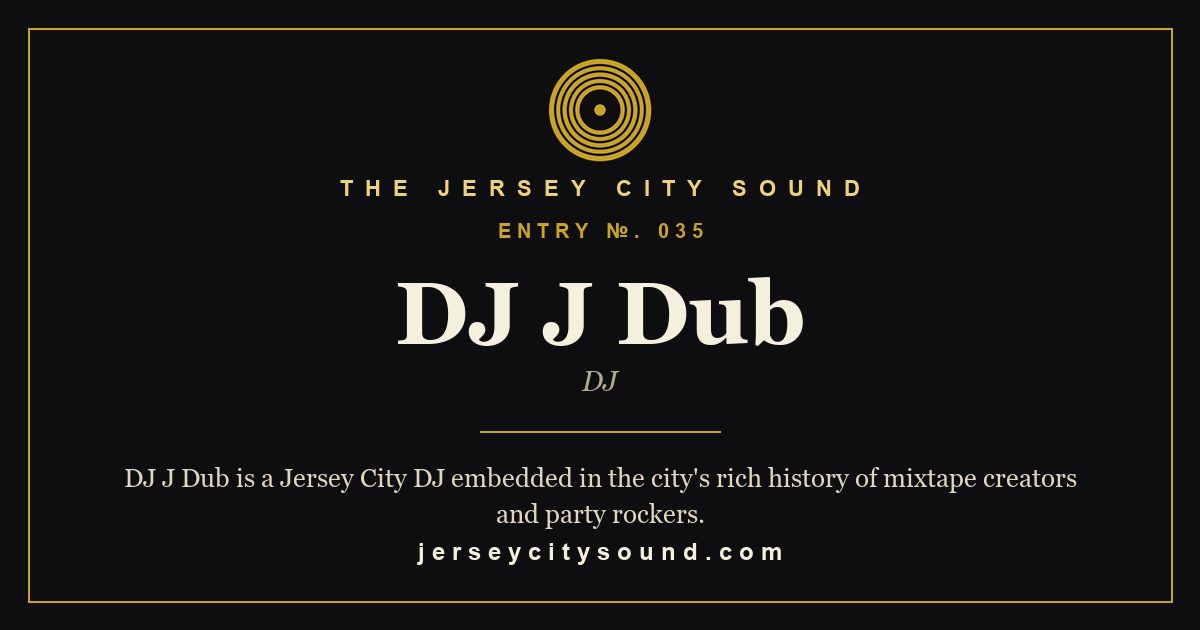 THE JERSEY CITY SOUND
ENTRY №. 035
DJ J Dub
DJ
DJ J Dub is a Jersey City DJ embedded in the city's rich history of mixtape creators
and party rockers.
jerseycitysound.com